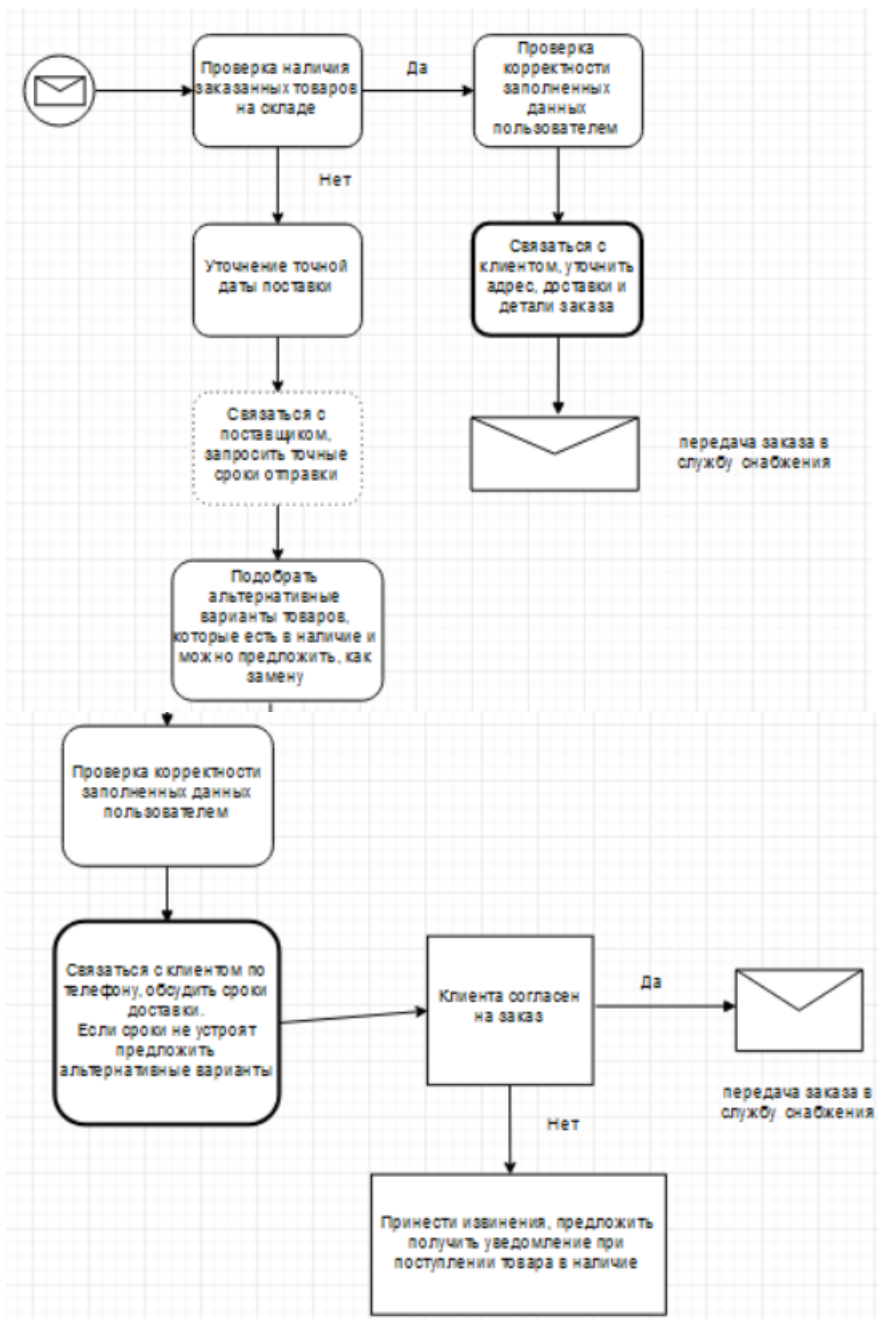 Проверка наличия
заказанных товаров
на складе
Да
Проверка
корректности
заполненных
данных
пользователем
Нет
Уточнение точной
даты поставки
Связаться с
клиентом, уточнить
адрес, доставки и
детали заказа
Связаться с
поставщиком,
запросить точные
сроки отправки
передача заказа в
службу снабжения
Подобрать
альтернативные
варианты товаров,
которые есть в наличие и
можно предложить, как
замену
Проверка корректности
заполненных данных
пользователем
Связаться с клиентом по
телефону, обсудить сроки
доставки.
Если сроки не устроят
предложить
альтернативные варианты
Клиента согласен
на заказ
Да
передача заказа в
службу снабжения
Нет
Принести извинения, предложить
получить уведомление при
поступлении товара в наличие